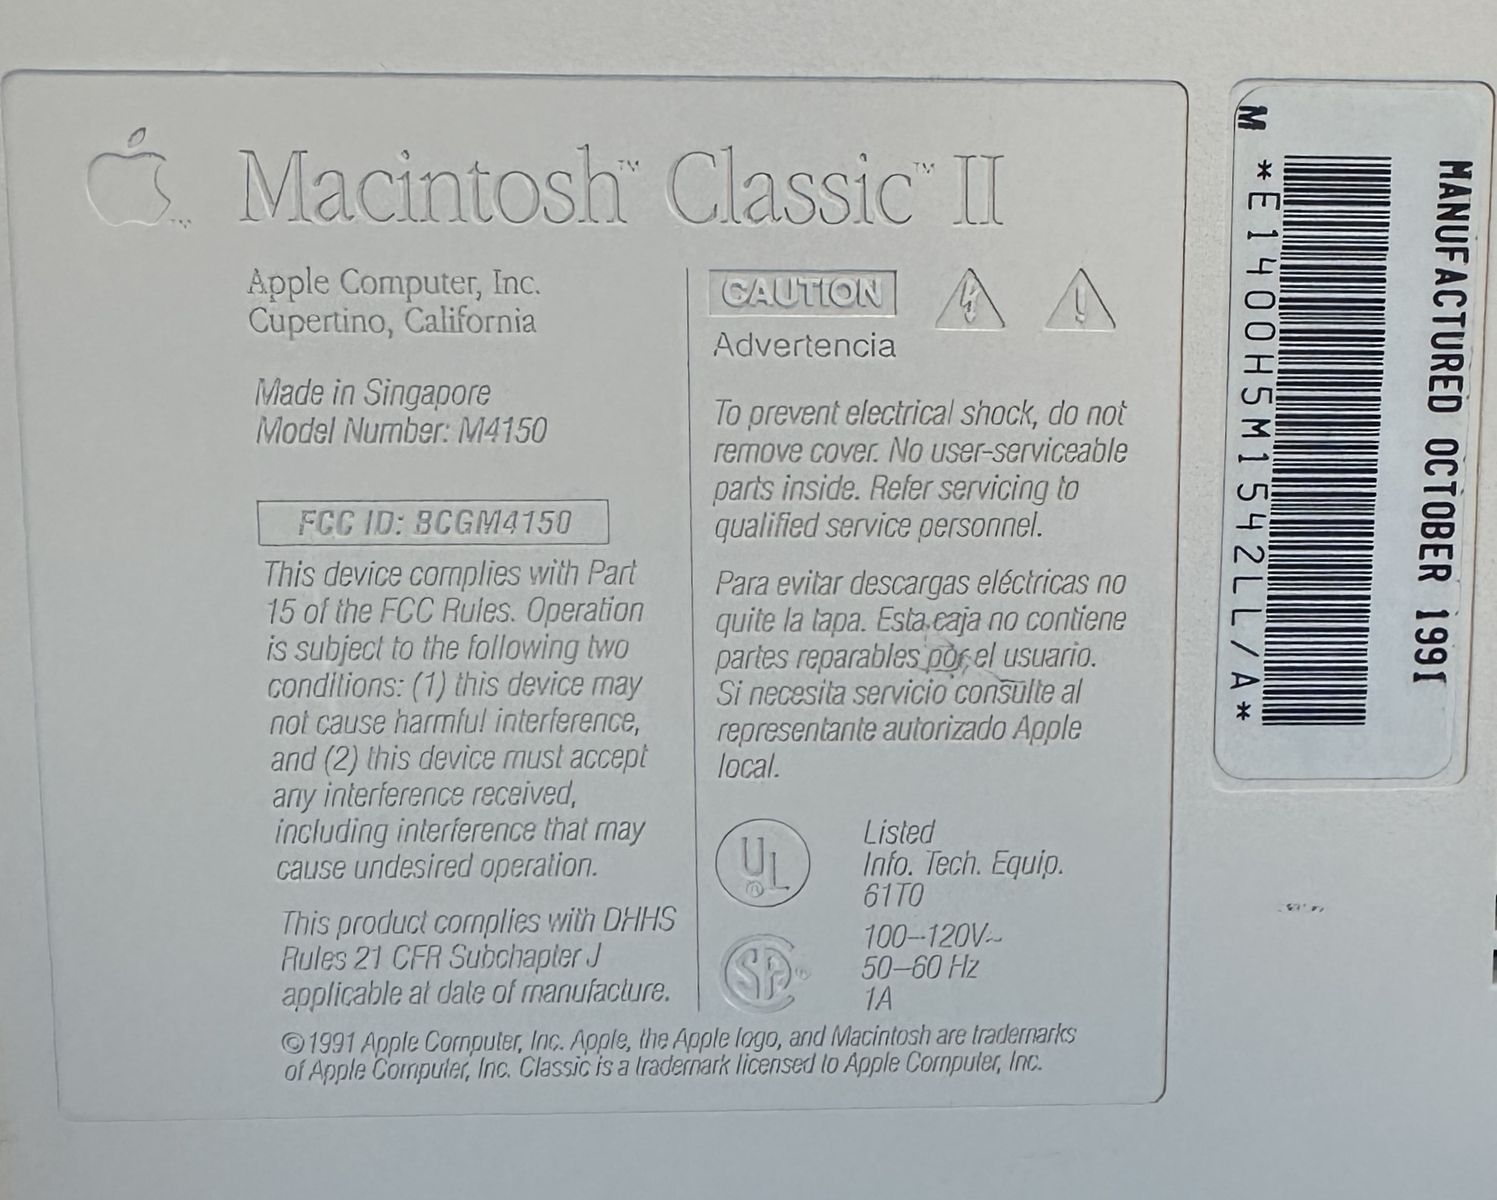 Macintosh™ Classic™ II
Apple Computer, Inc.
Cupertino, California
Made in Singapore
Model Number: M4150
FCC ID: BCGM4150
This device complies with Part
15 of the FCC Rules. Operation
is subject to the following two
conditions: (1) this device may
not cause harmful interference,
and (2) this device must accept
any interference received,
including interference that may
cause undesired operation.
This product complies with DHHS
Rules 21 CFR Subchapter J
applicable at date of manufacture.
CAUTION
Advertencia
To prevent electrical shock, do not
remove cover. No user-serviceable
parts inside. Refer servicing to
qualified service personnel.
Para evitar descargas eléctricas no
quite la tapa. Esta caja no contiene
partes reparables por el usuario.
Si necesita servicio consulte al
representante autorizado Apple
local.
UL®
Listed
Info. Tech. Equip.
61T0
SA®
100–120V~
50–60 Hz
1A
©1991 Apple Computer, Inc. Apple, the Apple logo, and Macintosh are trademarks
of Apple Computer, Inc. Classic is a trademark licensed to Apple Computer, Inc.
MANUFACTURED OCTOBER 1991
M *E1400H5M1542LL/A*